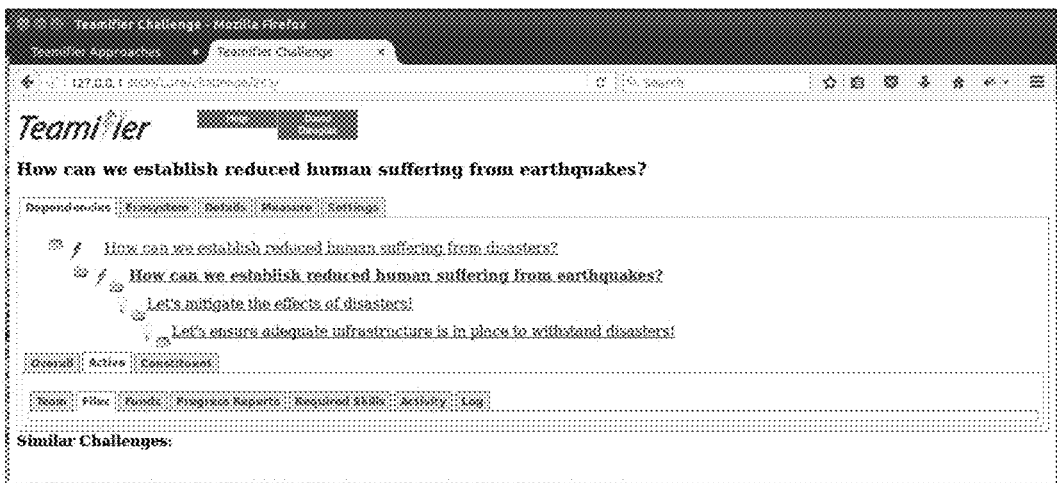 Teamifier Challenge - Mozilla Firefox
Teamifier Approaches
Teamifier Challenge ×
127.0.0.1
Search
Teamifier
How can we establish reduced human suffering from earthquakes?
Dependencies Ecosystem Details Measure Settings
How can we establish reduced human suffering from disasters?
How can we establish reduced human suffering from earthquakes?
Let's mitigate the effects of disasters!
Let's ensure adequate infrastructure is in place to withstand disasters!
Overall Active Constituent
Team Files Funds Progress Reports Required Skills Activity Log
Similar Challenges: